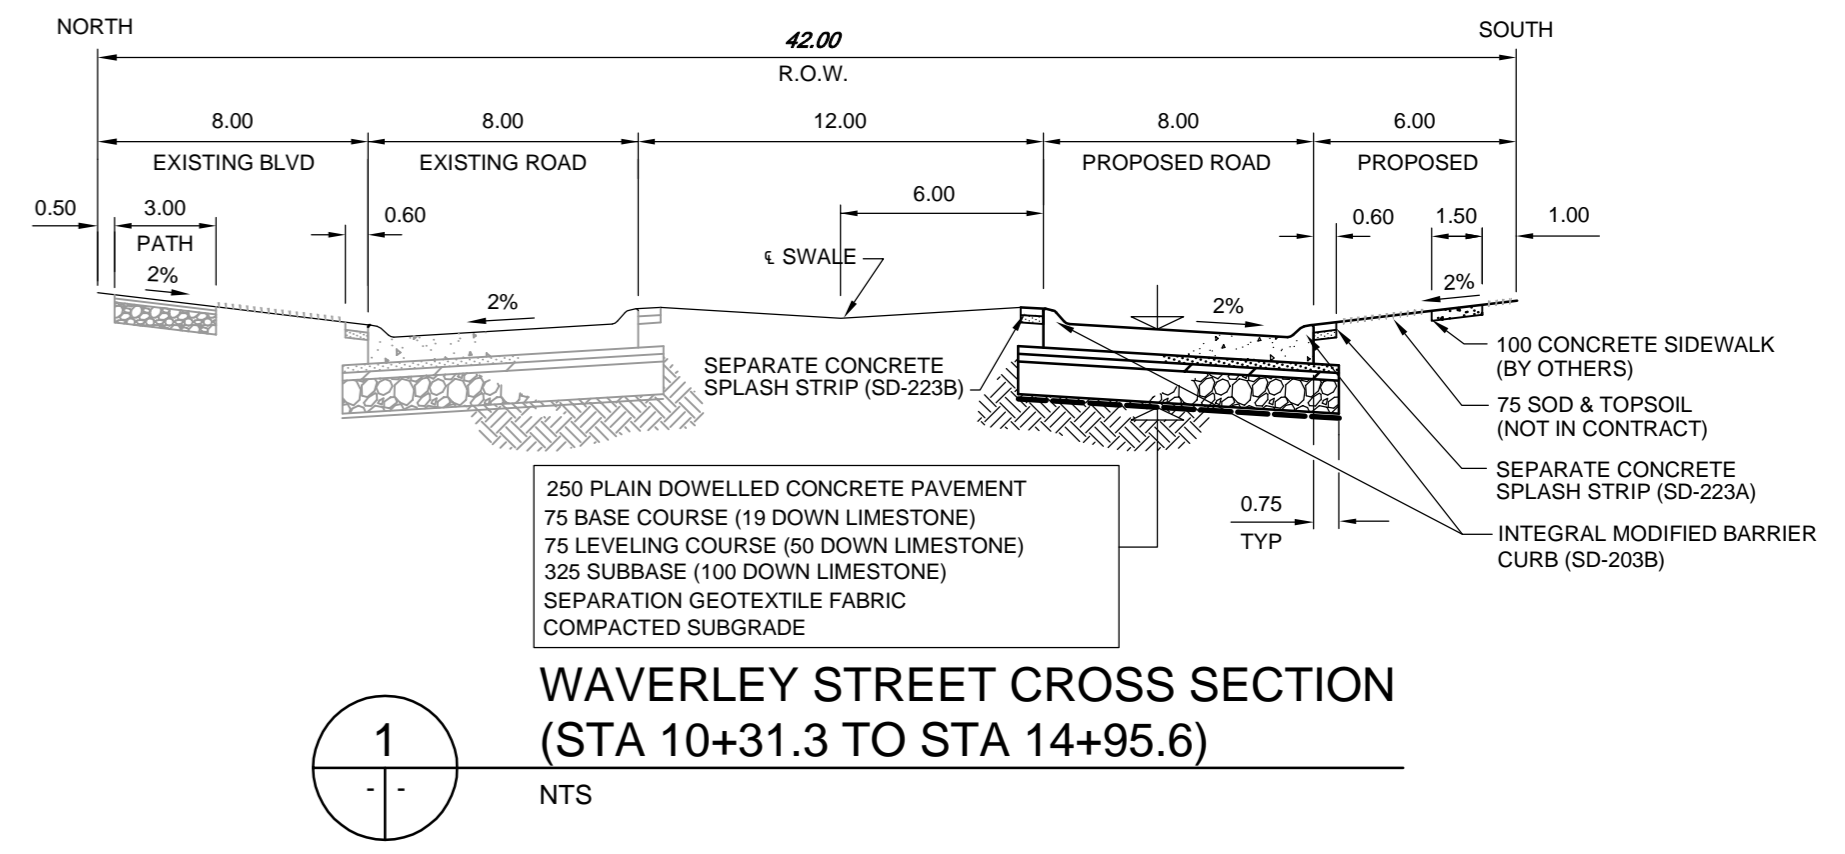 NORTH
SOUTH
42.00
R.O.W.
8.00
8.00
12.00
8.00
6.00
EXISTING BLVD
EXISTING ROAD
PROPOSED ROAD
PROPOSED
0.50
3.00
0.60
6.00
0.60
1.50
1.00
PATH
2%
℄ SWALE
2%
2%
2%
SEPARATE CONCRETE
SPLASH STRIP (SD-223B)
100 CONCRETE SIDEWALK
(BY OTHERS)
75 SOD & TOPSOIL
(NOT IN CONTRACT)
SEPARATE CONCRETE
SPLASH STRIP (SD-223A)
INTEGRAL MODIFIED BARRIER
CURB (SD-203B)
0.75
TYP
250 PLAIN DOWELLED CONCRETE PAVEMENT
75 BASE COURSE (19 DOWN LIMESTONE)
75 LEVELING COURSE (50 DOWN LIMESTONE)
325 SUBBASE (100 DOWN LIMESTONE)
SEPARATION GEOTEXTILE FABRIC
COMPACTED SUBGRADE
WAVERLEY STREET CROSS SECTION
(STA 10+31.3 TO STA 14+95.6)
1
- -
NTS